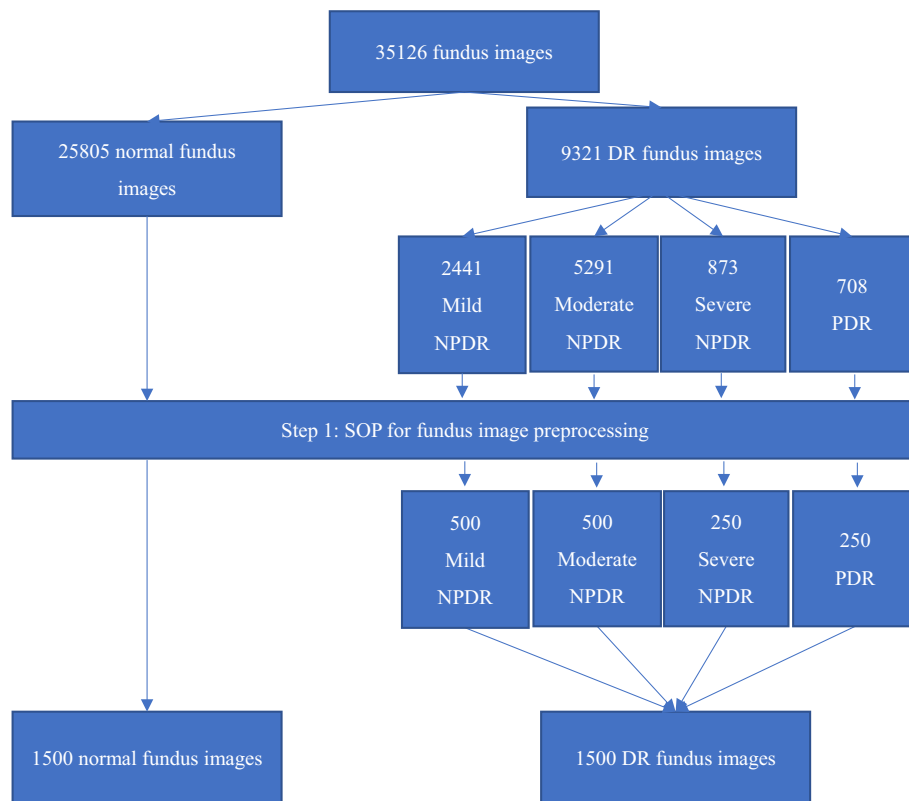 35126 fundus images
25805 normal fundus
images
9321 DR fundus images
2441
Mild
NPDR
5291
Moderate
NPDR
873
Severe
NPDR
708
PDR
Step 1: SOP for fundus image preprocessing
500
Mild
NPDR
500
Moderate
NPDR
250
Severe
NPDR
250
PDR
1500 normal fundus images
1500 DR fundus images